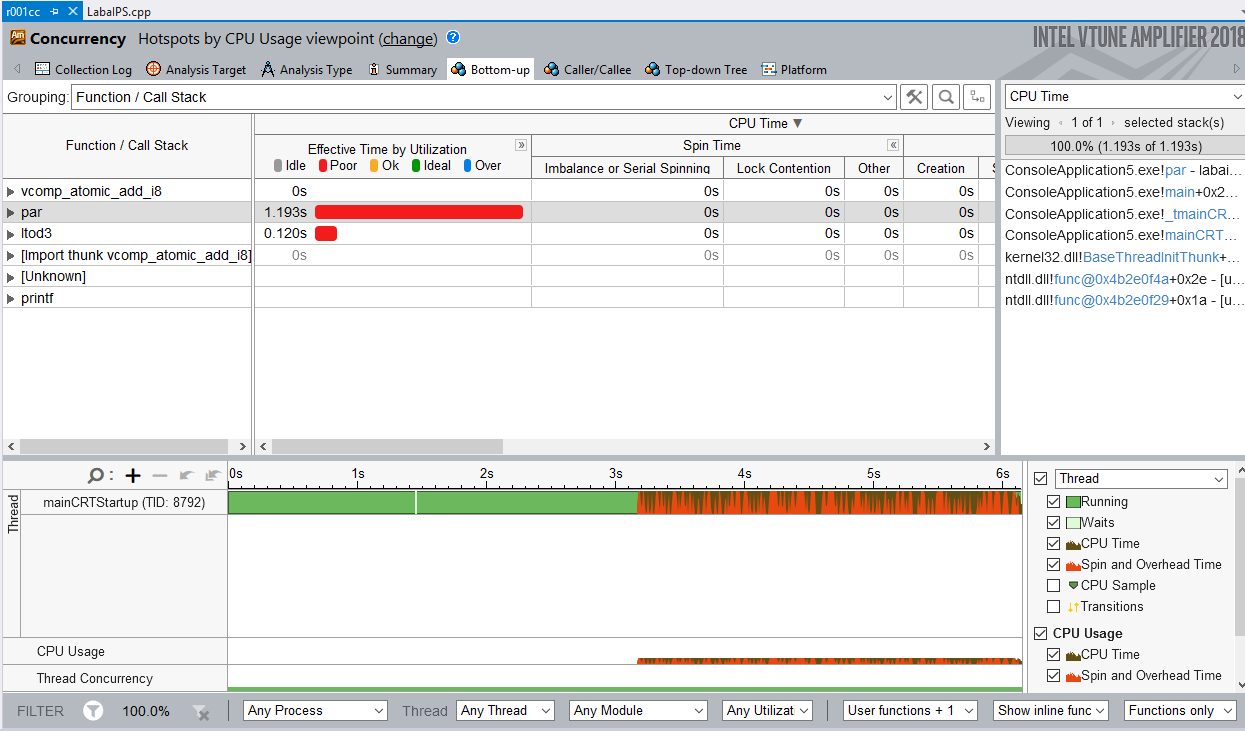 r001cc LabaIPS.cpp
Concurrency Hotspots by CPU Usage viewpoint (change) ?
INTEL VTUNE AMPLIFIER 2018
Collection Log Analysis Target Analysis Type Summary Bottom-up Caller/Callee Top-down Tree Platform
Grouping: Function / Call Stack
CPU Time
Function / Call Stack
CPU Time
Effective Time by Utilization
Idle Poor Ok Ideal Over
Spin Time
Imbalance or Serial Spinning Lock Contention Other Creation
vcomp_atomic_add_i8 0s 0s 0s 0s 0s
par 1.193s 0s 0s 0s 0s
ltod3 0.120s 0s 0s 0s 0s
[Import thunk vcomp_atomic_add_i8] 0s 0s 0s 0s 0s
[Unknown]
printf
Viewing 1 of 1 selected stack(s)
100.0% (1.193s of 1.193s)
ConsoleApplication5.exe!par - labai...
ConsoleApplication5.exe!main+0x2...
ConsoleApplication5.exe!_tmainCR...
ConsoleApplication5.exe!mainCRT...
kernel32.dll!BaseThreadInitThunk+...
ntdll.dll!func@0x4b2e0f4a+0x2e - [u...
ntdll.dll!func@0x4b2e0f29+0x1a - [u...
0s 1s 2s 3s 4s 5s 6s
Thread
mainCRTStartup (TID: 8792)
CPU Usage
Thread Concurrency
Thread
Running
Waits
CPU Time
Spin and Overhead Time
CPU Sample
Transitions
CPU Usage
CPU Time
Spin and Overhead Time
FILTER 100.0% Any Process Thread Any Thread Any Module Any Utilizat User functions + 1 Show inline func Functions only